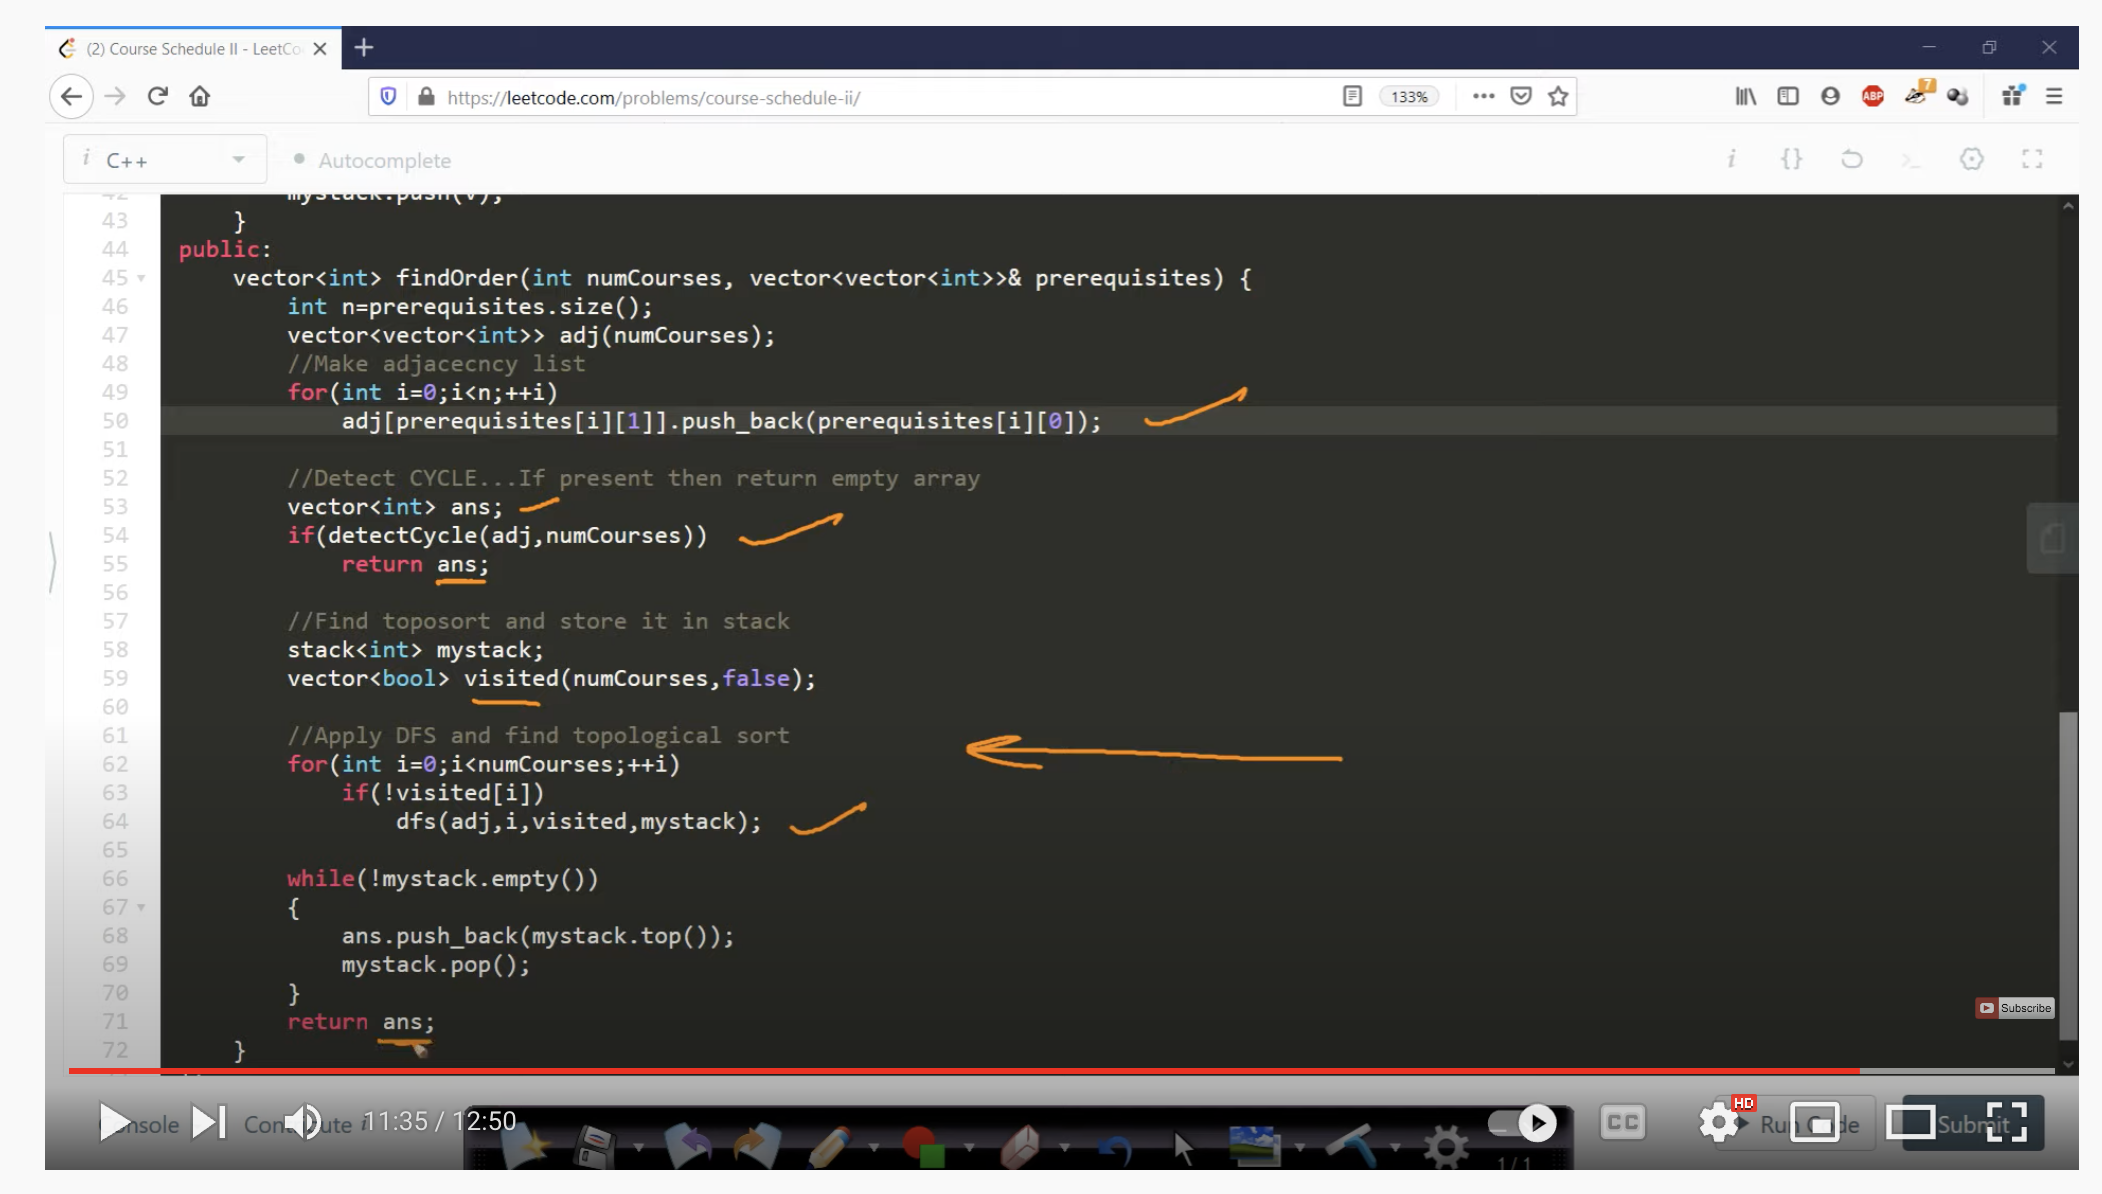 (2) Course Schedule II - LeetCo
https://leetcode.com/problems/course-schedule-ii/
133%
ABP
7
i C++
Autocomplete
i {} >_
42 mystack.push(v);
43 }
44 public:
45 vector<int> findOrder(int numCourses, vector<vector<int>>& prerequisites) {
46 int n=prerequisites.size();
47 vector<vector<int>> adj(numCourses);
48 //Make adjacecncy list
49 for(int i=0;i<n;++i)
50 adj[prerequisites[i][1]].push_back(prerequisites[i][0]);
51
52 //Detect CYCLE...If present then return empty array
53 vector<int> ans;
54 if(detectCycle(adj,numCourses))
55 return ans;
56
57 //Find toposort and store it in stack
58 stack<int> mystack;
59 vector<bool> visited(numCourses,false);
60
61 //Apply DFS and find topological sort
62 for(int i=0;i<numCourses;++i)
63 if(!visited[i])
64 dfs(adj,i,visited,mystack);
65
66 while(!mystack.empty())
67 {
68 ans.push_back(mystack.top());
69 mystack.pop();
70 }
71 return ans;
72 }
Subscribe
Console Contribute i
11:35 / 12:50
CC
HD
Run Code
Submit
1/1